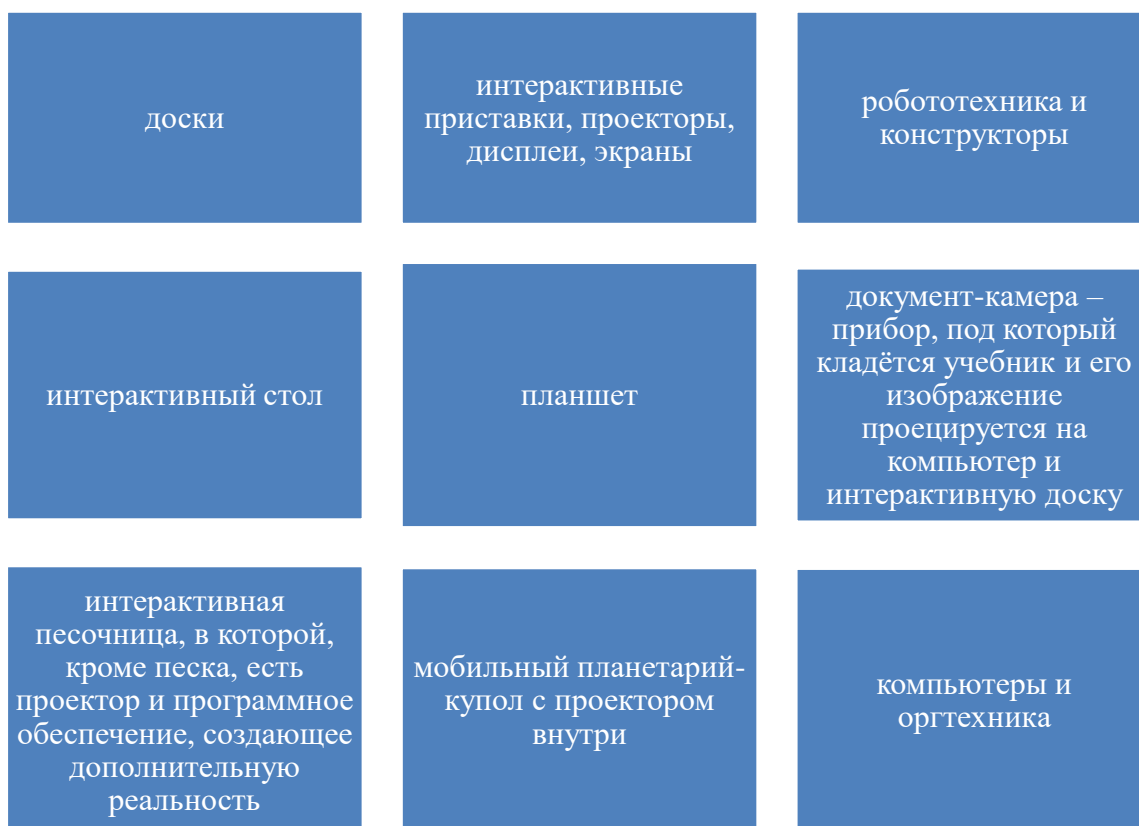 доски
интерактивные
приставки, проекторы,
дисплеи, экраны
робототехника и
конструкторы
интерактивный стол
планшет
документ-камера –
прибор, под который
кладётся учебник и его
изображение
проецируется на
компьютер и
интерактивную доску
интерактивная
песочница, в которой,
кроме песка, есть
проектор и программное
обеспечение, создающее
дополнительную
реальность
мобильный планетарий-
купол с проектором
внутри
компьютеры и
оргтехника